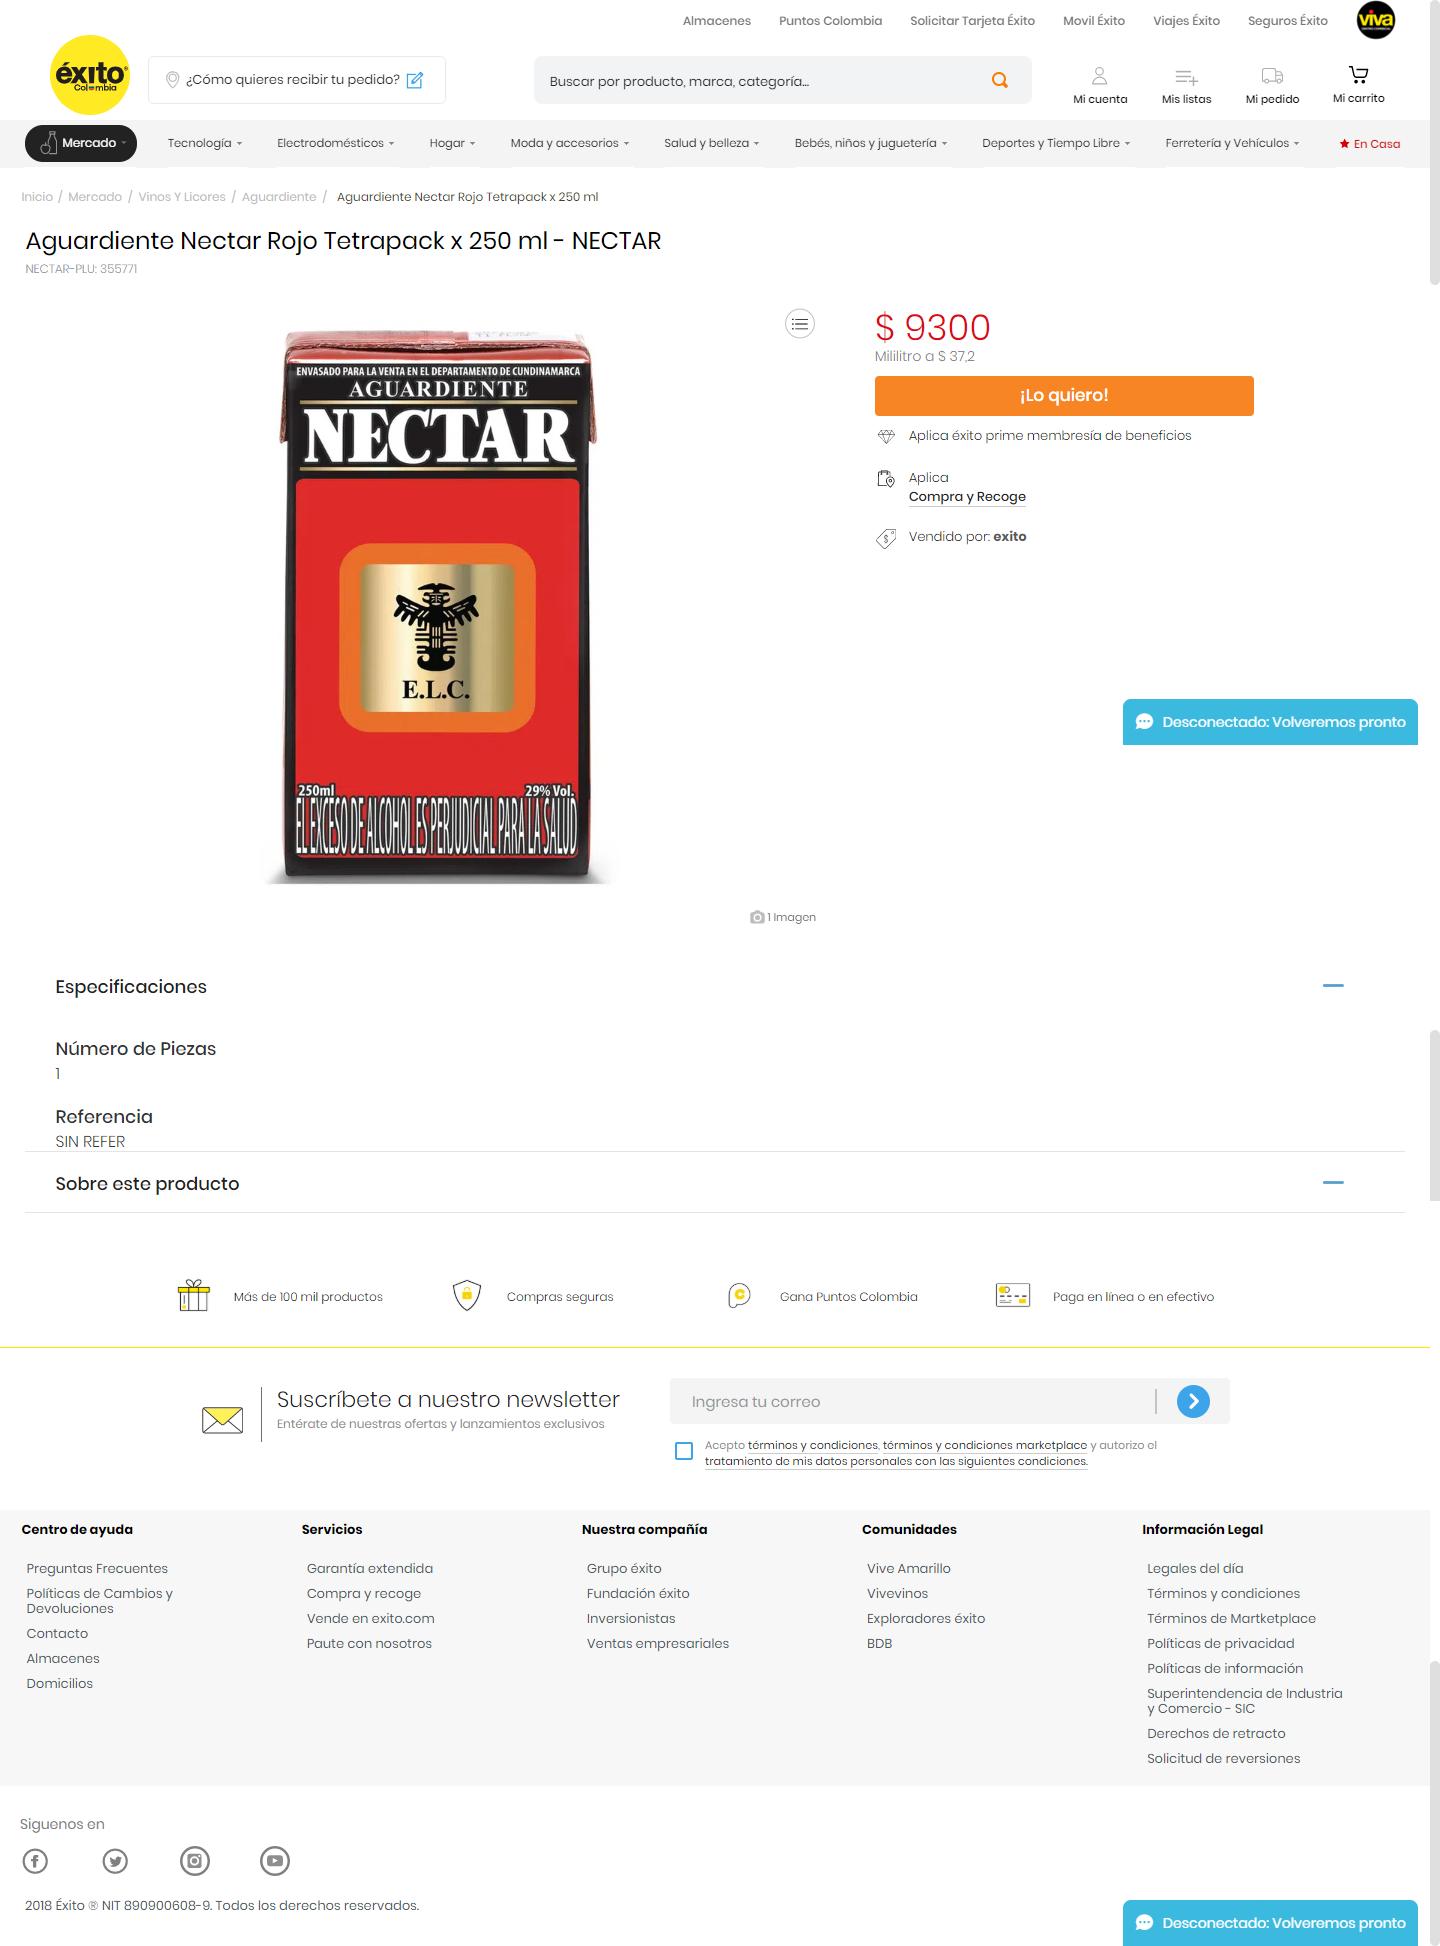 Almacenes Puntos Colombia Solicitar Tarjeta Éxito Movil Éxito Viajes Éxito Seguros Éxito viva
éxito
Colombia
¿Cómo quieres recibir tu pedido?
Buscar por producto, marca, categoría...
Mi cuenta Mis listas Mi pedido Mi carrito
Mercado Tecnología Electrodomésticos Hogar Moda y accesorios Salud y belleza Bebés, niños y juguetería Deportes y Tiempo Libre Ferretería y Vehículos En Casa
Inicio / Mercado / Vinos Y Licores / Aguardiente / Aguardiente Nectar Rojo Tetrapack x 250 ml
Aguardiente Nectar Rojo Tetrapack x 250 ml - NECTAR
NECTAR-PLU: 355771
ENVASADO PARA LA VENTA EN EL DEPARTAMENTO DE CUNDINAMARCA
AGUARDIENTE
NECTAR
E.L.C.
250ml 29% Vol.
EL EXCESO DE ALCOHOL ES PERJUDICIAL PARA LA SALUD
1 Imagen
$ 9300
Mililitro a $ 37,2
¡Lo quiero!
Aplica éxito prime membresía de beneficios
Aplica
Compra y Recoge
Vendido por: exito
Desconectado: Volveremos pronto
Especificaciones
Número de Piezas
1
Referencia
SIN REFER
Sobre este producto
Más de 100 mil productos Compras seguras Gana Puntos Colombia Paga en línea o en efectivo
Suscríbete a nuestro newsletter
Entérate de nuestras ofertas y lanzamientos exclusivos
Ingresa tu correo
Acepto términos y condiciones, términos y condiciones marketplace y autorizo el
tratamiento de mis datos personales con las siguientes condiciones.
Centro de ayuda
Preguntas Frecuentes
Políticas de Cambios y
Devoluciones
Contacto
Almacenes
Domicilios
Servicios
Garantía extendida
Compra y recoge
Vende en exito.com
Paute con nosotros
Nuestra compañía
Grupo éxito
Fundación éxito
Inversionistas
Ventas empresariales
Comunidades
Vive Amarillo
Vivevinos
Exploradores éxito
BDB
Información Legal
Legales del día
Términos y condiciones
Términos de Martketplace
Políticas de privacidad
Políticas de información
Superintendencia de Industria
y Comercio - SIC
Derechos de retracto
Solicitud de reversiones
Siguenos en
2018 Éxito ® NIT 890900608-9. Todos los derechos reservados.
Desconectado: Volveremos pronto